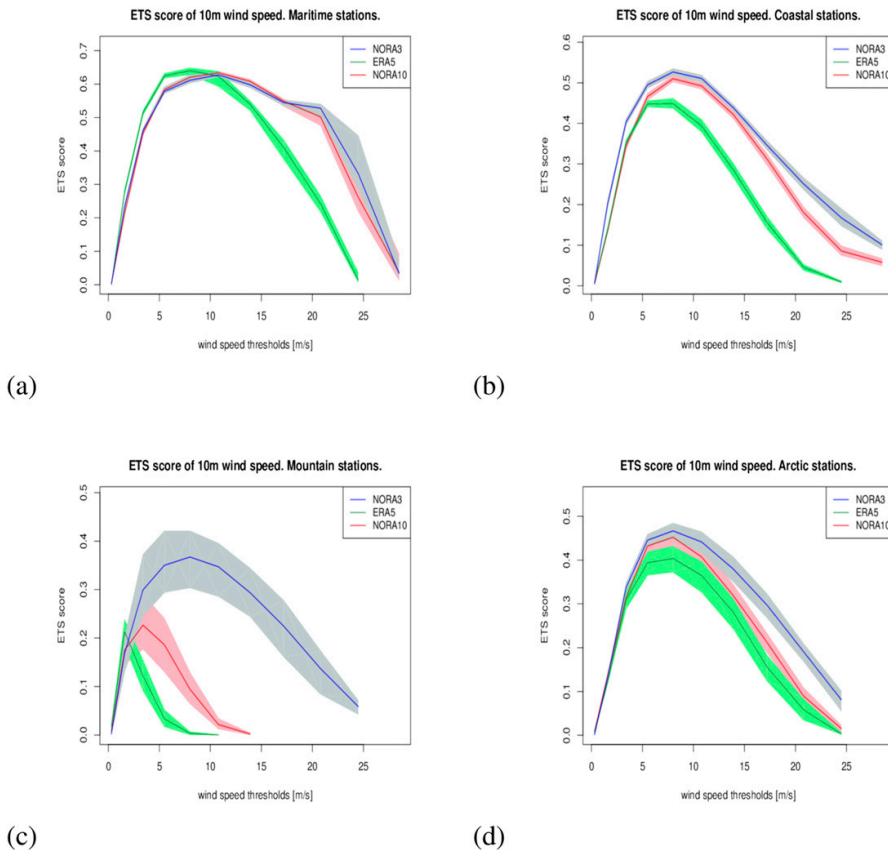 ETS score of 10m wind speed. Maritime stations.
NORA3
ERA5
NORA10
ETS score
0.0 0.1 0.2 0.3 0.4 0.5 0.6 0.7
0 5 10 15 20 25
wind speed thresholds [m/s]
(a)
ETS score of 10m wind speed. Coastal stations.
NORA3
ERA5
NORA10
ETS score
0.0 0.1 0.2 0.3 0.4 0.5 0.6
0 5 10 15 20 25
wind speed thresholds [m/s]
(b)
ETS score of 10m wind speed. Mountain stations.
NORA3
ERA5
NORA10
ETS score
0.0 0.1 0.2 0.3 0.4 0.5
0 5 10 15 20 25
wind speed thresholds [m/s]
(c)
ETS score of 10m wind speed. Arctic stations.
NORA3
ERA5
NORA10
ETS score
0.0 0.1 0.2 0.3 0.4 0.5
0 5 10 15 20 25
wind speed thresholds [m/s]
(d)